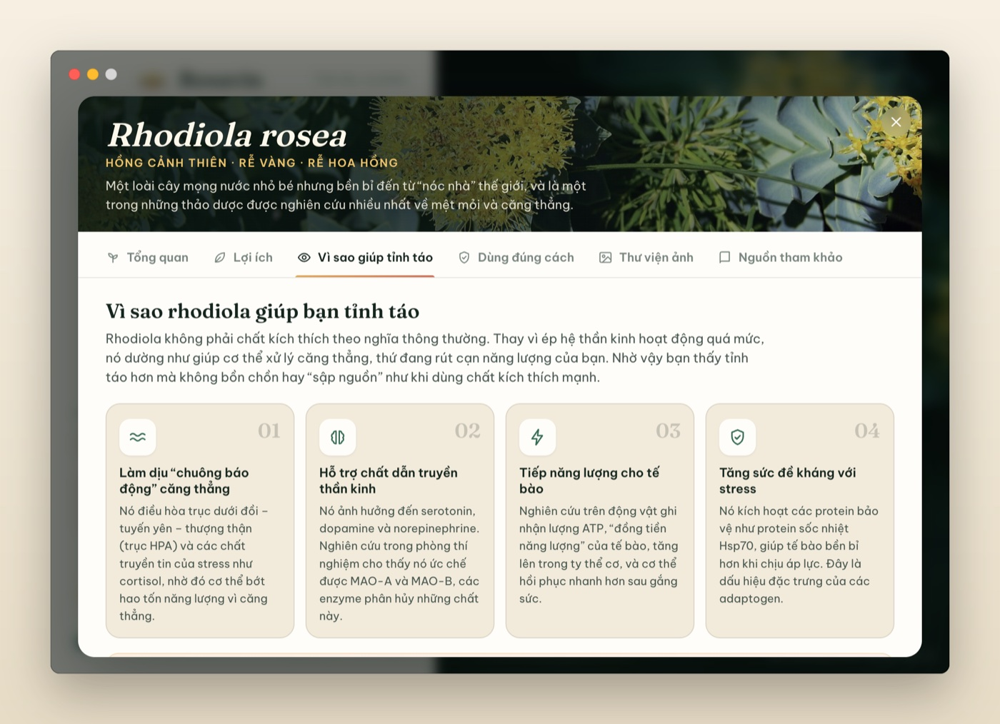 Rhodiola rosea
HỒNG CẢNH THIÊN · RỄ VÀNG · RỄ HOA HỒNG
Một loài cây mọng nước nhỏ bé nhưng bền bỉ đến từ “nóc nhà” thế giới, và là một
trong những thảo dược được nghiên cứu nhiều nhất về mệt mỏi và căng thẳng.
Tổng quan
Lợi ích
Vì sao giúp tỉnh táo
Dùng đúng cách
Thư viện ảnh
Nguồn tham khảo
Vì sao rhodiola giúp bạn tỉnh táo
Rhodiola không phải chất kích thích theo nghĩa thông thường. Thay vì ép hệ thần kinh hoạt động quá mức,
nó dường như giúp cơ thể xử lý căng thẳng, thứ đang rút cạn năng lượng của bạn. Nhờ vậy bạn thấy tỉnh
táo hơn mà không bồn chồn hay “sập nguồn” như khi dùng chất kích thích mạnh.
01
Làm dịu “chuông báo
động” căng thẳng
Nó điều hòa trục dưới đồi –
tuyến yên – thượng thận
(trục HPA) và các chất
truyền tin của stress như
cortisol, nhờ đó cơ thể bớt
hao tốn năng lượng vì căng
thẳng.
02
Hỗ trợ chất dẫn truyền
thần kinh
Nó ảnh hưởng đến serotonin,
dopamine và norepinephrine.
Nghiên cứu trong phòng thí
nghiệm cho thấy nó ức chế
được MAO-A và MAO-B, các
enzyme phân hủy những chất
này.
03
Tiếp năng lượng cho tế
bào
Nghiên cứu trên động vật ghi
nhận lượng ATP, “đồng tiền
năng lượng” của tế bào, tăng
lên trong ty thể cơ, và cơ thể
hồi phục nhanh hơn sau gắng
sức.
04
Tăng sức đề kháng với
stress
Nó kích hoạt các protein bảo
vệ như protein sốc nhiệt
Hsp70, giúp tế bào bền bỉ
hơn khi chịu áp lực. Đây là
dấu hiệu đặc trưng của các
adaptogen.